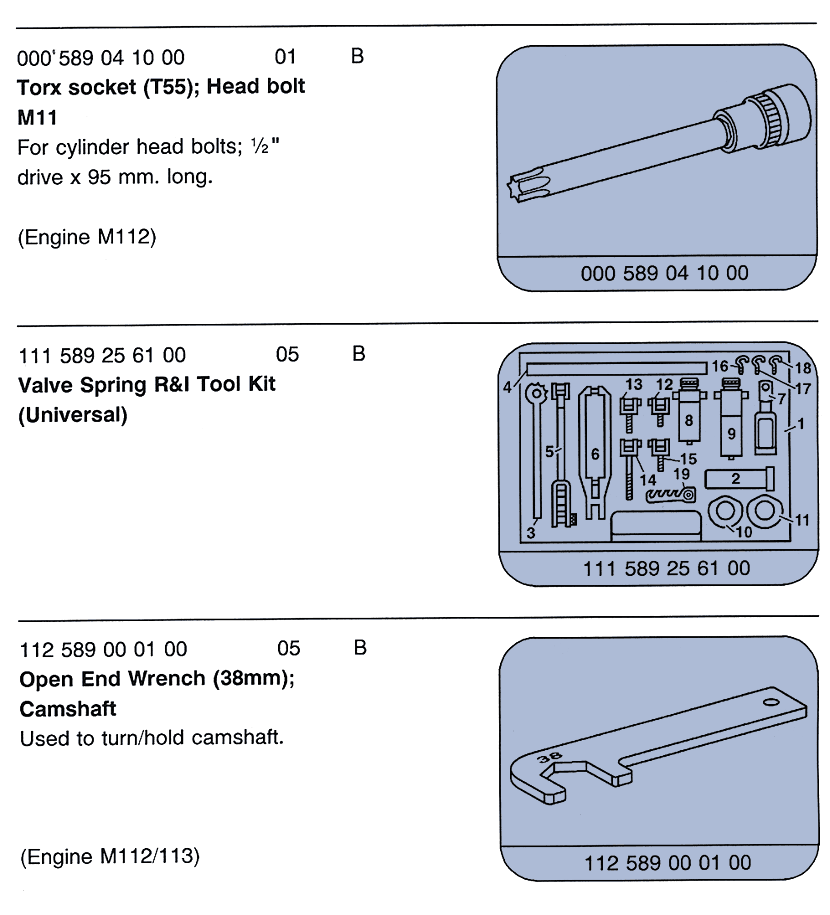 000'589 04 10 00 01 B
Torx socket (T55); Head bolt
M11
For cylinder head bolts; ½"
drive x 95 mm. long.
(Engine M112)
000 589 04 10 00
111 589 25 61 00 05 B
Valve Spring R&I Tool Kit
(Universal)
4 13 12 16 18
17
7
8 9 1
5 6
14 15
19 2
3 10 11
111 589 25 61 00
112 589 00 01 00 05 B
Open End Wrench (38mm);
Camshaft
Used to turn/hold camshaft.
38
(Engine M112/113)
112 589 00 01 00